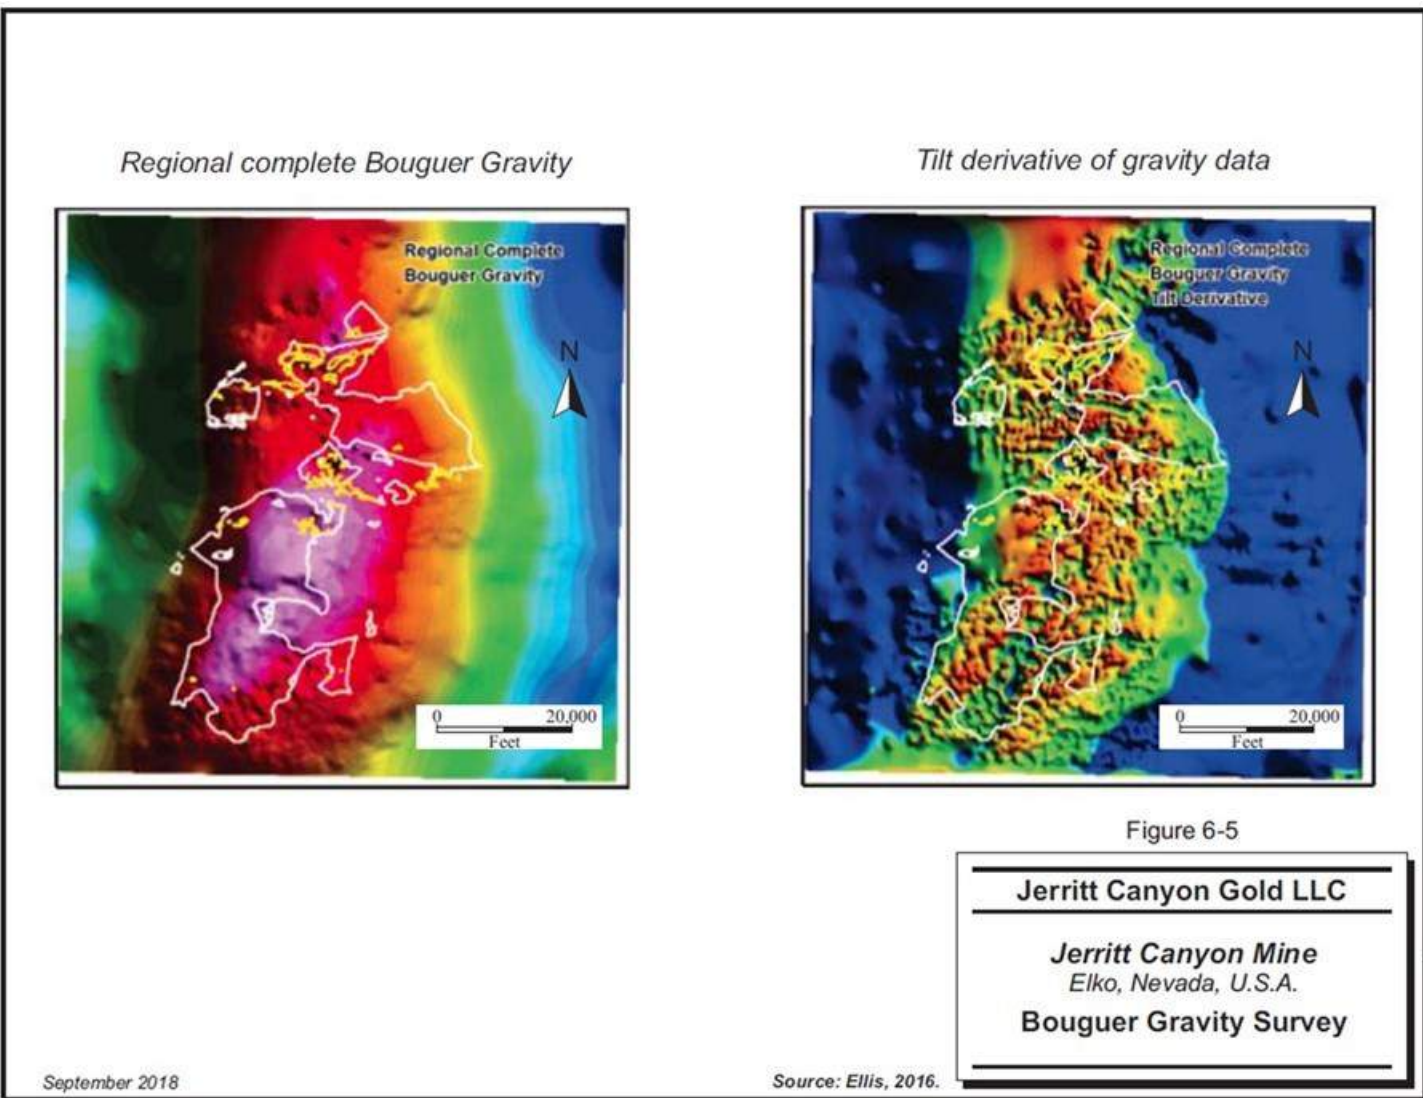 Regional complete Bouguer Gravity
Regional Complete
Bouguer Gravity
N
0 20,000
Feet
Tilt derivative of gravity data
Regional Complete
Bouguer Gravity
Tilt Derivative
N
0 20,000
Feet
Figure 6-5
Jerritt Canyon Gold LLC
Jerritt Canyon Mine
Elko, Nevada, U.S.A.
Bouguer Gravity Survey
September 2018
Source: Ellis, 2016.